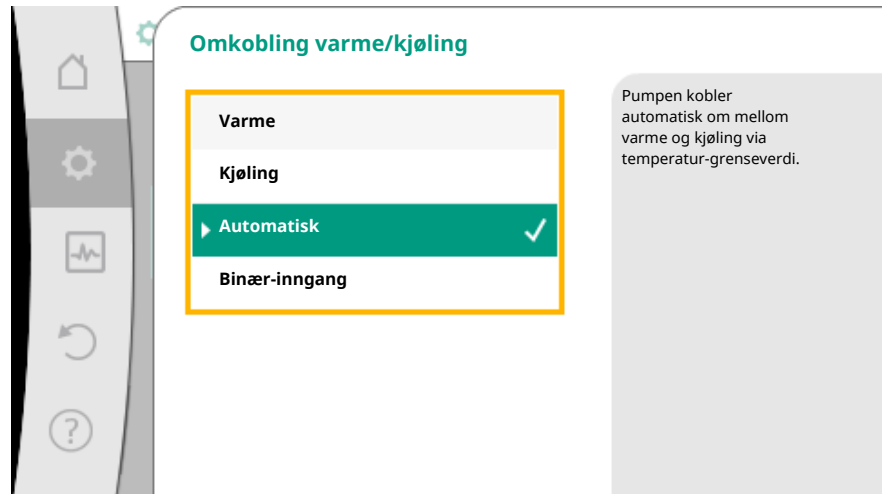 Omkobling varme/kjøling
Varme
Kjøling
Automatisk
Binær-inngang
Pumpen kobler
automatisk om mellom
varme og kjøling via
temperatur-grenseverdi.
?